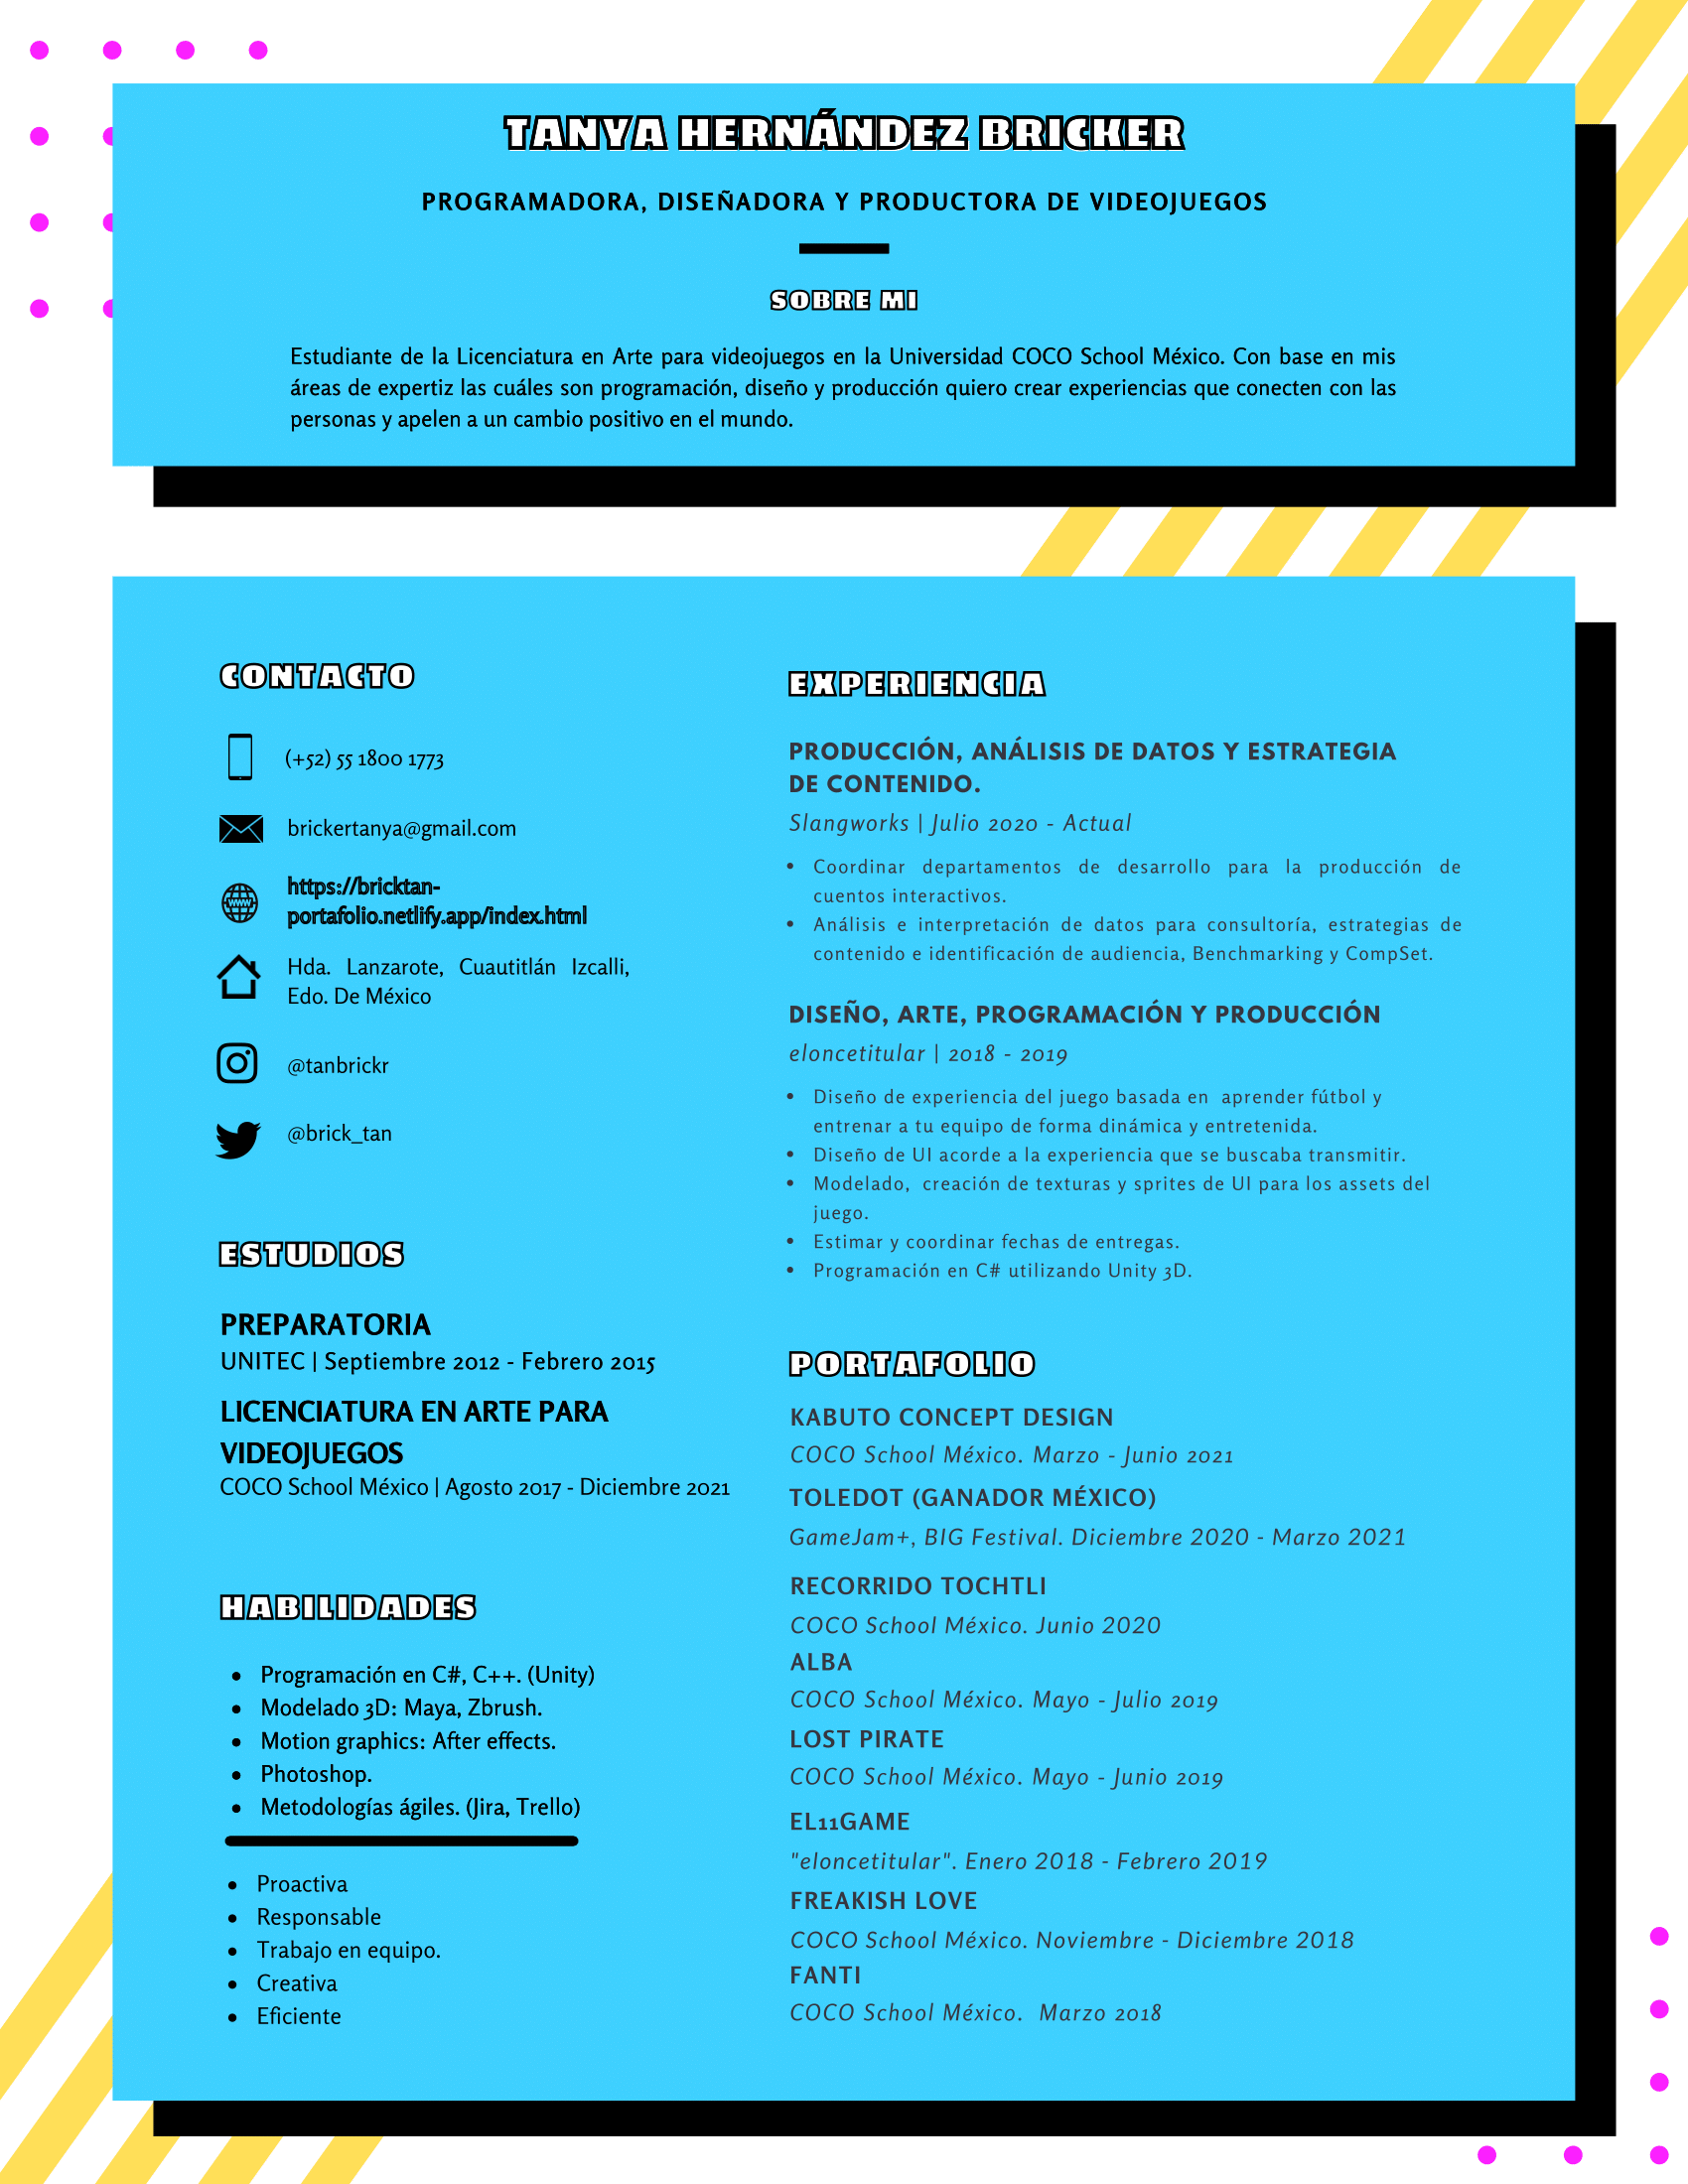 TANYA HERNÁNDEZ BRICKER
PROGRAMADORA, DISEÑADORA Y PRODUCTORA DE VIDEOJUEGOS
SOBRE MI
Estudiante de la Licenciatura en Arte para videojuegos en la Universidad COCO School México. Con base en mis
áreas de expertiz las cuáles son programación, diseño y producción quiero crear experiencias que conecten con las
personas y apelen a un cambio positivo en el mundo.
CONTACTO
(+52) 55 1800 1773
brickertanya@gmail.com
https://bricktan-
portafolio.netlify.app/index.html
Hda. Lanzarote, Cuautitlán Izcalli,
Edo. De México
@tanbrickr
@brick_tan
ESTUDIOS
PREPARATORIA
UNITEC | Septiembre 2012 - Febrero 2015
LICENCIATURA EN ARTE PARA
VIDEOJUEGOS
COCO School México | Agosto 2017 - Diciembre 2021
HABILIDADES
• Programación en C#, C++. (Unity)
• Modelado 3D: Maya, Zbrush.
• Motion graphics: After effects.
• Photoshop.
• Metodologías ágiles. (Jira, Trello)
• Proactiva
• Responsable
• Trabajo en equipo.
• Creativa
• Eficiente
EXPERIENCIA
PRODUCCIÓN, ANÁLISIS DE DATOS Y ESTRATEGIA
DE CONTENIDO.
Slangworks | Julio 2020 - Actual
• Coordinar departamentos de desarrollo para la producción de
cuentos interactivos.
• Análisis e interpretación de datos para consultoría, estrategias de
contenido e identificación de audiencia, Benchmarking y CompSet.
DISEÑO, ARTE, PROGRAMACIÓN Y PRODUCCIÓN
eloncetitular | 2018 - 2019
• Diseño de experiencia del juego basada en aprender fútbol y
entrenar a tu equipo de forma dinámica y entretenida.
• Diseño de UI acorde a la experiencia que se buscaba transmitir.
• Modelado, creación de texturas y sprites de UI para los assets del
juego.
• Estimar y coordinar fechas de entregas.
• Programación en C# utilizando Unity 3D.
PORTAFOLIO
KABUTO CONCEPT DESIGN
COCO School México. Marzo - Junio 2021
TOLEDOT (GANADOR MÉXICO)
GameJam+, BIG Festival. Diciembre 2020 - Marzo 2021
RECORRIDO TOCHTLI
COCO School México. Junio 2020
ALBA
COCO School México. Mayo - Julio 2019
LOST PIRATE
COCO School México. Mayo - Junio 2019
EL11GAME
"eloncetitular". Enero 2018 - Febrero 2019
FREAKISH LOVE
COCO School México. Noviembre - Diciembre 2018
FANTI
COCO School México. Marzo 2018